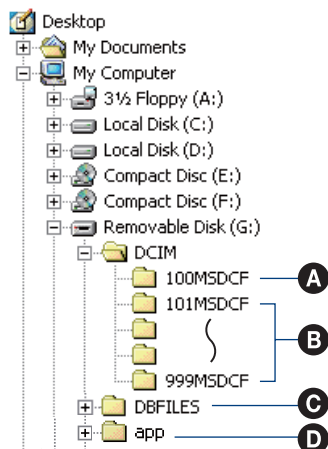 Desktop
My Documents
My Computer
3½ Floppy (A:)
Local Disk (C:)
Local Disk (D:)
Compact Disc (E:)
Compact Disc (F:)
Removable Disk (G:)
DCIM
100MSDCF A
101MSDCF
B
999MSDCF
DBFILES C
app D